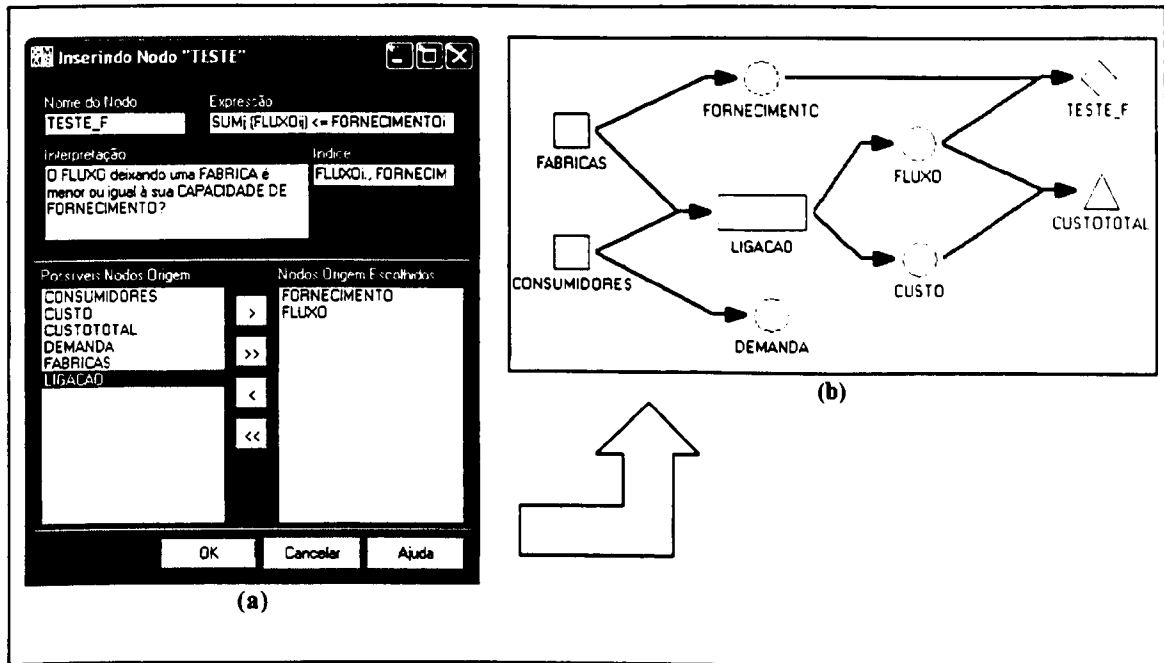 Inserindo Nodo "TESTE"
Nome do Nodo
Expressão
TESTE_F
SUMj (FLUXOij) <= FORNECIMENTOi
Interpretação
Indice
O FLUXO deixando uma FABRICA é
menor ou igual à sua CAPACIDADE DE
FORNECIMENTO?
FLUXOi., FORNECIM
Possíveis Nodos Origem
Nodos Origem Escolhidos
CONSUMIDORES
CUSTO
CUSTOTOTAL
DEMANDA
FABRICAS
LIGACAO
FORNECIMENTO
FLUXO
>
>>
<
<<
OK
Cancelar
Ajuda
(a)
FORNECIMENTO
TESTE_F
FABRICAS
FLUXO
LIGACAO
CUSTOTOTAL
CONSUMIDORES
CUSTO
DEMANDA
(b)